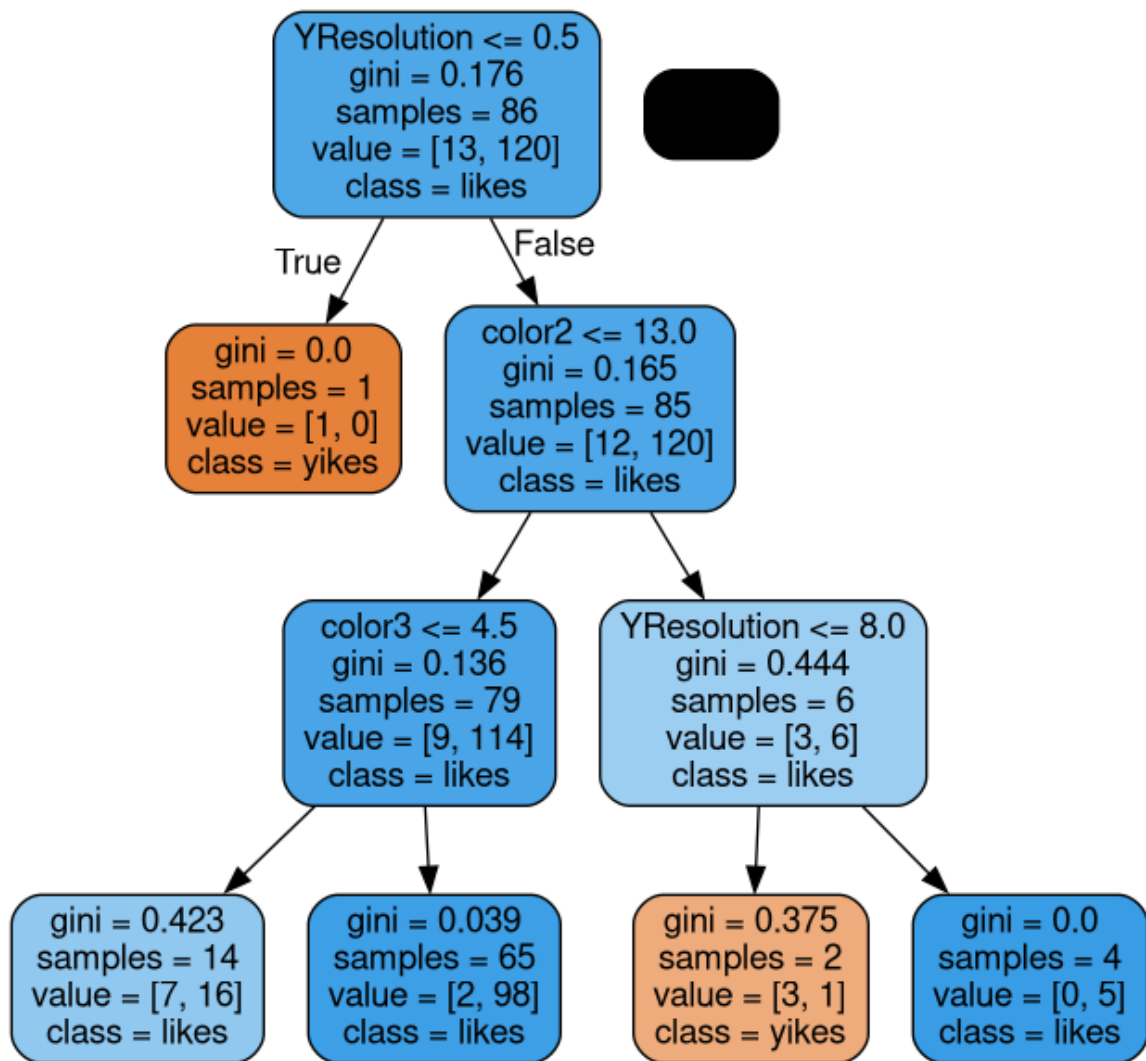 YResolution <= 0.5
gini = 0.176
samples = 86
value = [13, 120]
class = likes
True
False
gini = 0.0
samples = 1
value = [1, 0]
class = yikes
color2 <= 13.0
gini = 0.165
samples = 85
value = [12, 120]
class = likes
color3 <= 4.5
gini = 0.136
samples = 79
value = [9, 114]
class = likes
YResolution <= 8.0
gini = 0.444
samples = 6
value = [3, 6]
class = likes
gini = 0.423
samples = 14
value = [7, 16]
class = likes
gini = 0.039
samples = 65
value = [2, 98]
class = likes
gini = 0.375
samples = 2
value = [3, 1]
class = yikes
gini = 0.0
samples = 4
value = [0, 5]
class = likes